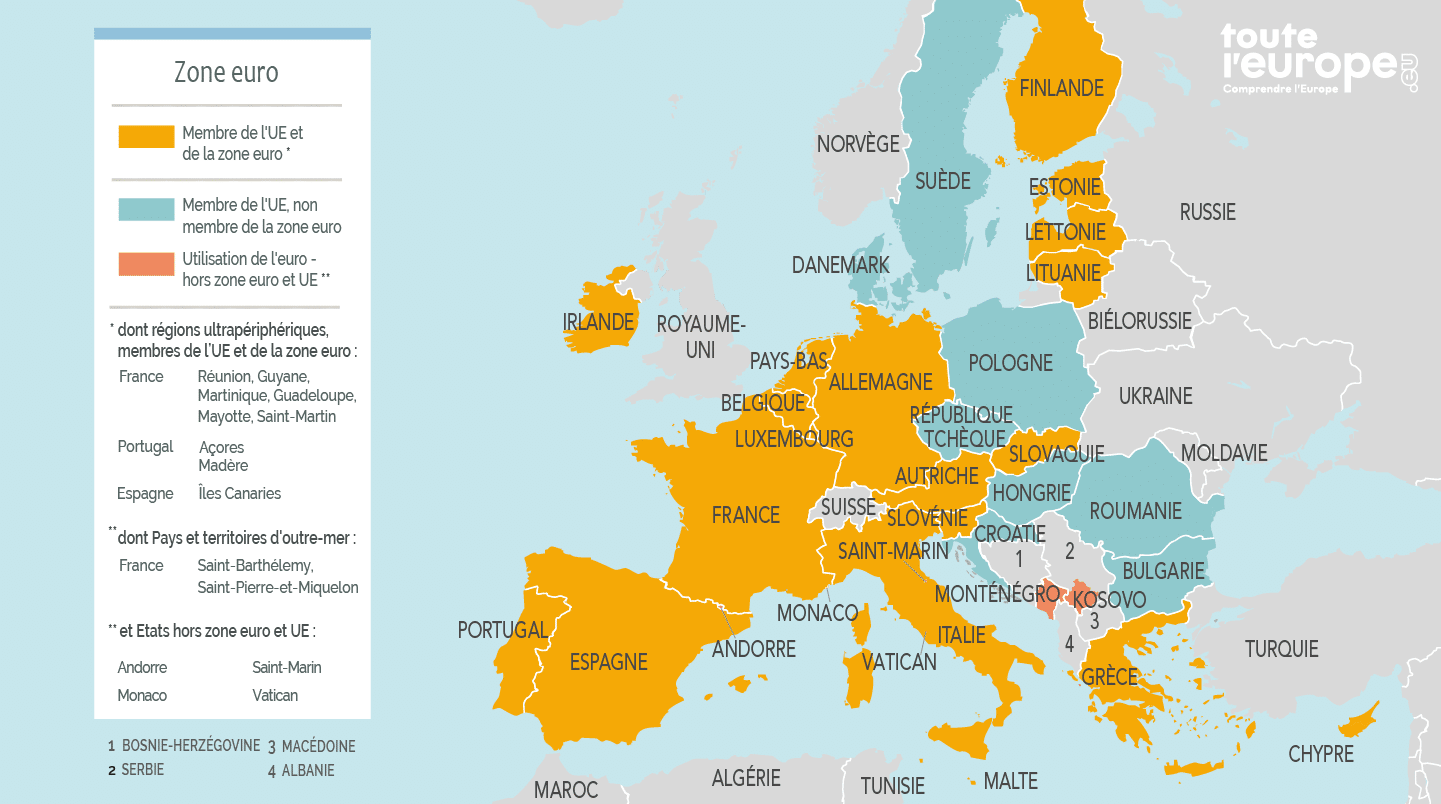 Zone euro
Membre de l'UE et
de la zone euro *
Membre de l'UE, non
membre de la zone euro
Utilisation de l'euro -
hors zone euro et UE **
* dont régions ultrapériphériques,
membres de l'UE et de la zone euro :
France Réunion, Guyane,
Martinique, Guadeloupe,
Mayotte, Saint-Martin
Portugal Açores
Madère
Espagne Îles Canaries
** dont Pays et territoires d'outre-mer :
France Saint-Barthélemy,
Saint-Pierre-et-Miquelon
** et Etats hors zone euro et UE :
Andorre Saint-Marin
Monaco Vatican
1 BOSNIE-HERZÉGOVINE 3 MACÉDOINE
2 SERBIE 4 ALBANIE
toute
l'europe.eu
Comprendre l'Europe
FINLANDE
NORVÈGE
SUÈDE
ESTONIE
RUSSIE
LETTONIE
DANEMARK
LITUANIE
IRLANDE
ROYAUME-
UNI
BIÉLORUSSIE
PAYS-BAS
POLOGNE
ALLEMAGNE
UKRAINE
BELGIQUE
RÉPUBLIQUE
TCHÈQUE
LUXEMBOURG
SLOVAQUIE
MOLDAVIE
AUTRICHE
HONGRIE
SUISSE
FRANCE
SLOVÉNIE
ROUMANIE
CROATIE
SAINT-MARIN
1
2
BULGARIE
MONTÉNÉGRO
KOSOVO
MONACO
3
PORTUGAL
ITALIE
4
ANDORRE
TURQUIE
ESPAGNE
VATICAN
GRÈCE
CHYPRE
ALGÉRIE
MALTE
TUNISIE
MAROC